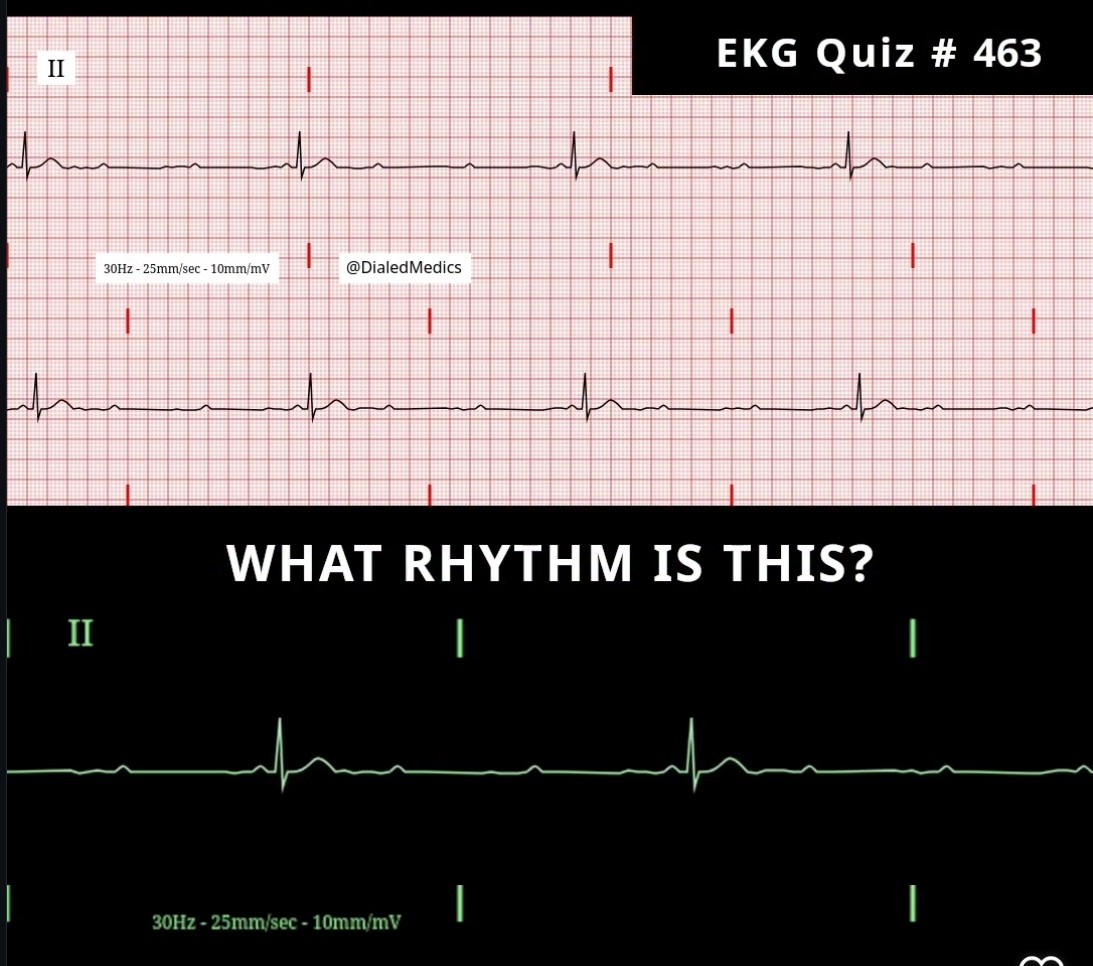 EKG Quiz # 463
II
30Hz - 25mm/sec - 10mm/mV
@DialedMedics
WHAT RHYTHM IS THIS?
II
30Hz - 25mm/sec - 10mm/mV